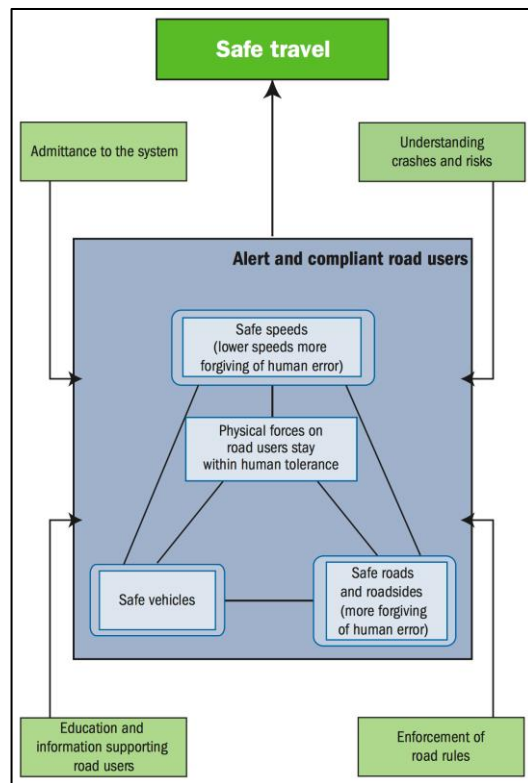 Safe travel
Admittance to the system
Understanding
crashes and risks
Alert and compliant road users
Safe speeds
(lower speeds more
forgiving of human error)
Physical forces on
road users stay
within human tolerance
Safe vehicles
Safe roads
and roadsides
(more forgiving
of human error)
Education and
information supporting
road users
Enforcement of
road rules